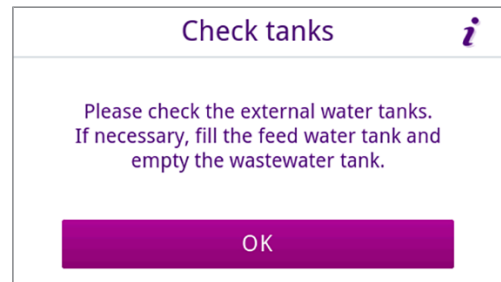 Check tanks
i
Please check the external water tanks.
If necessary, fill the feed water tank and
empty the wastewater tank.
OK